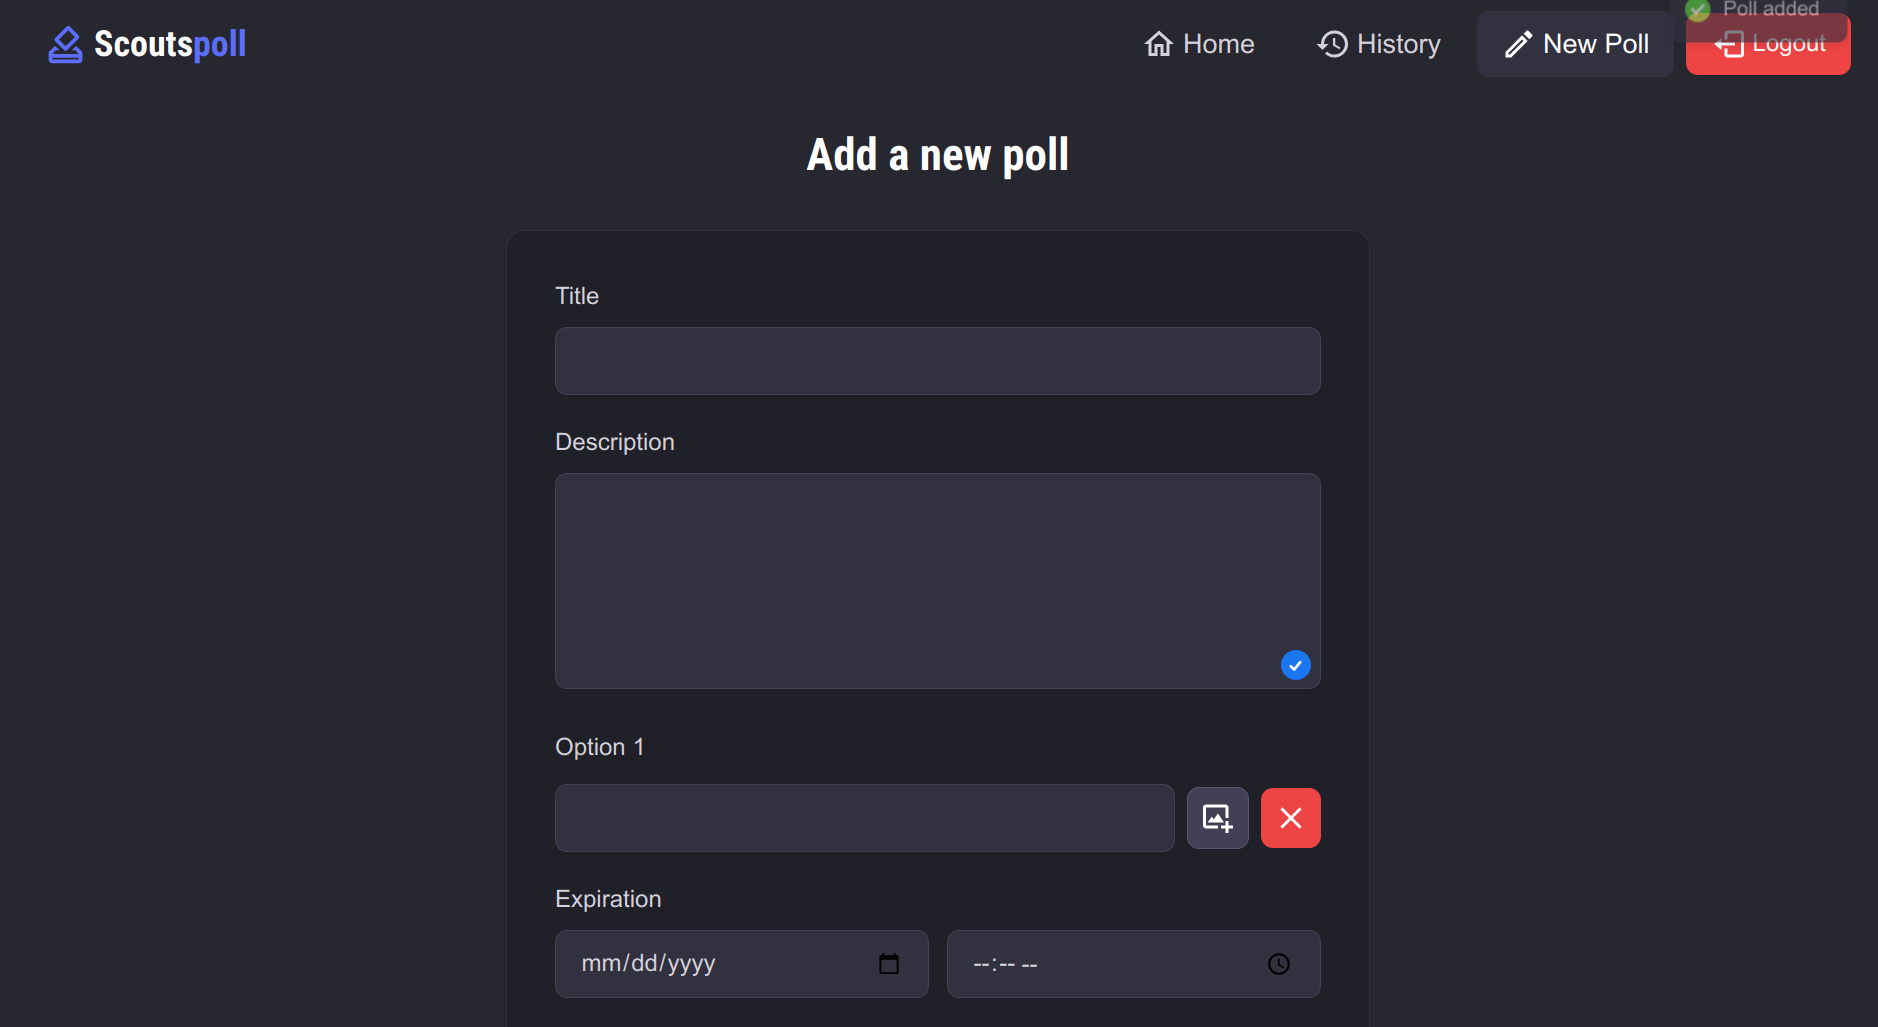 Scoutspoll
Home
History
New Poll
Poll added
Logout
Add a new poll
Title
Description
Option 1
Expiration
mm/dd/yyyy
--:-- --